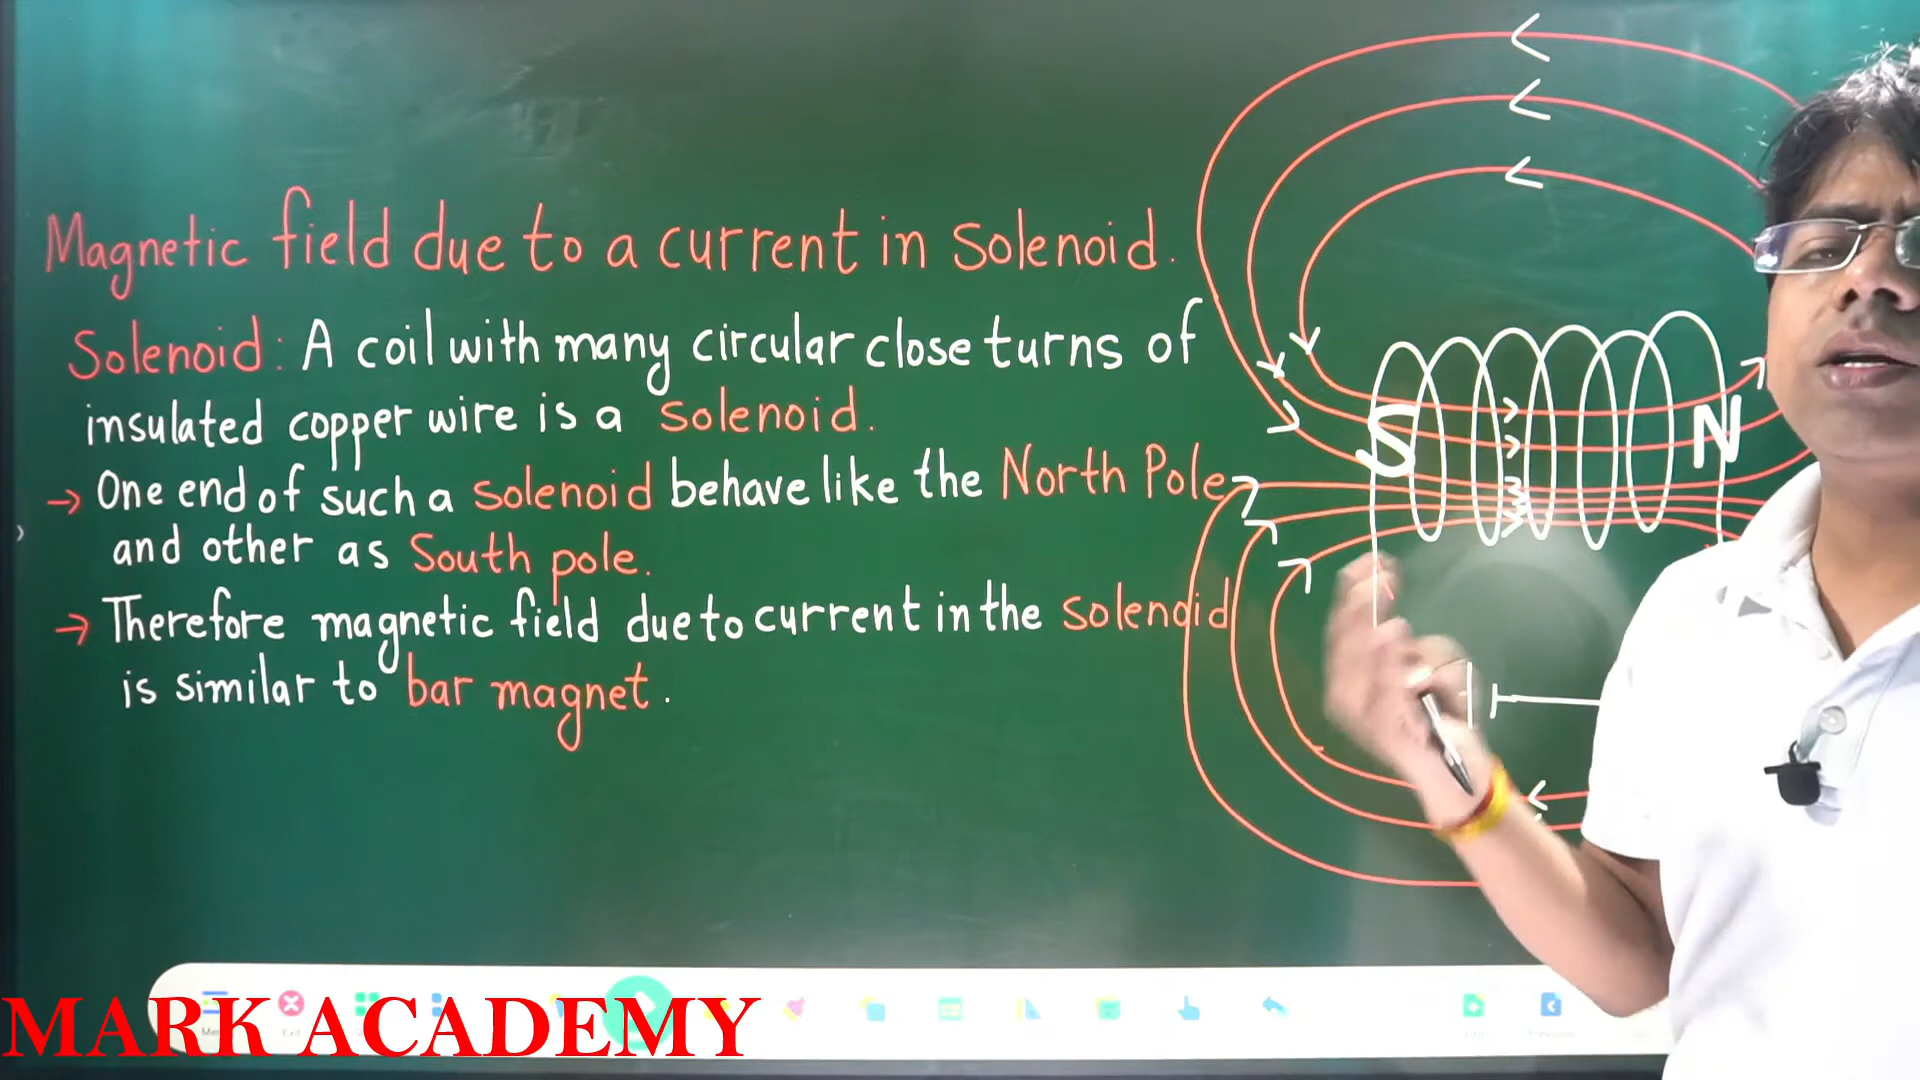 Magnetic field due to a current in Solenoid.
Solenoid: A coil with many circular close turns of
insulated copper wire is a solenoid.
→ One end of such a solenoid behave like the North Pole
and other as South pole.
→ Therefore magnetic field due to current in the solenoid
is similar to bar magnet.
S N
MARK ACADEMY